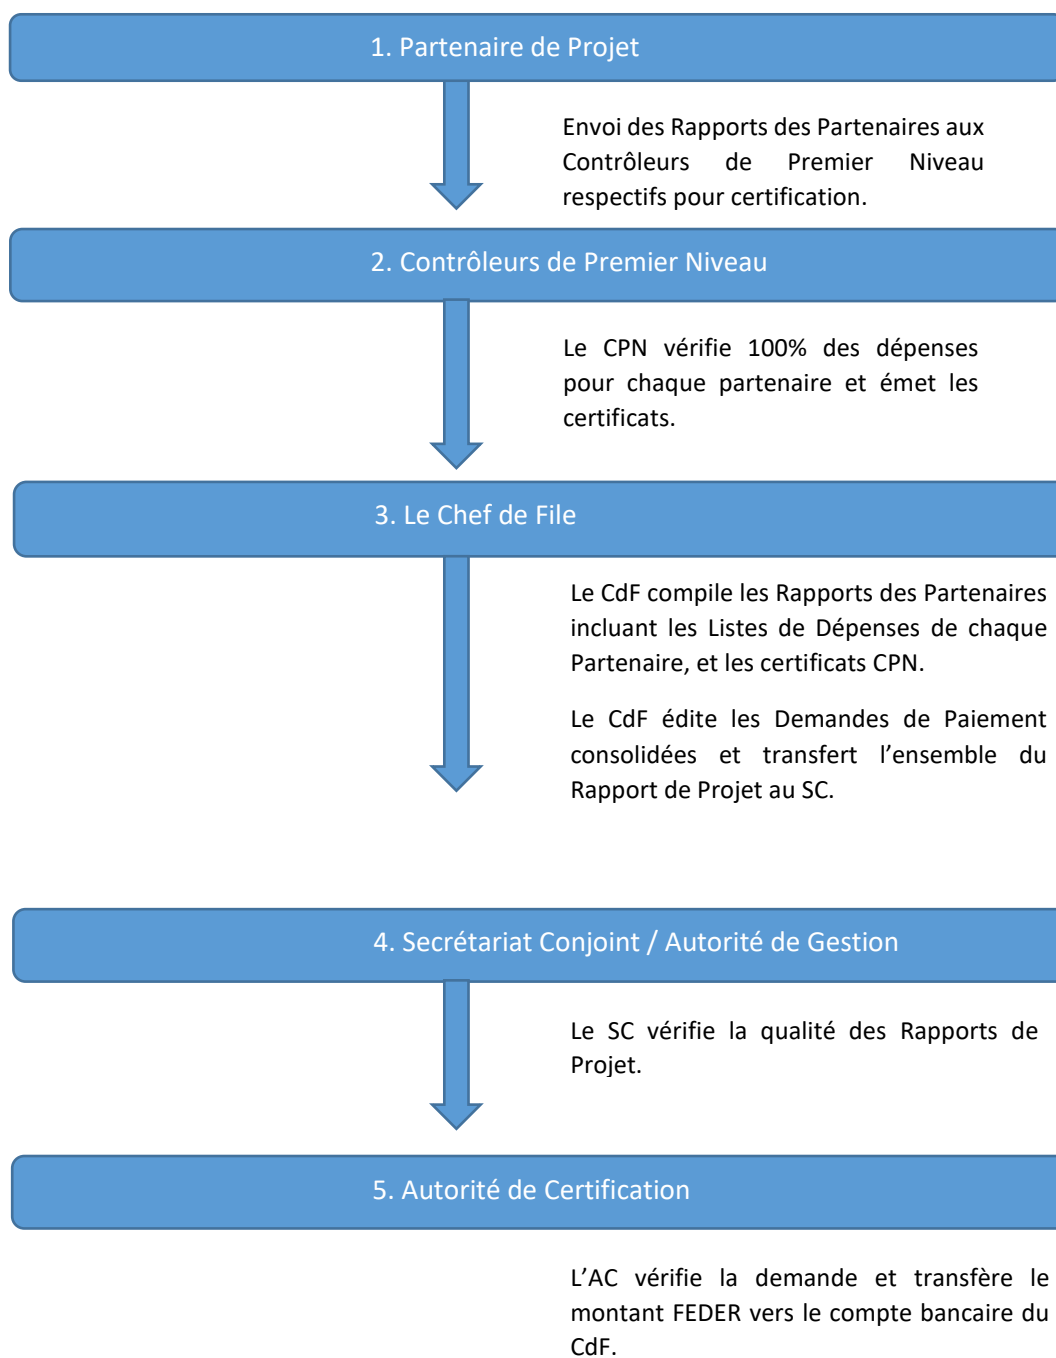 1. Partenaire de Projet
Envoi des Rapports des Partenaires aux
Contrôleurs de Premier Niveau
respectifs pour certification.
2. Contrôleurs de Premier Niveau
Le CPN vérifie 100% des dépenses
pour chaque partenaire et émet les
certificats.
3. Le Chef de File
Le CdF compile les Rapports des Partenaires
incluant les Listes de Dépenses de chaque
Partenaire, et les certificats CPN.
Le CdF édite les Demandes de Paiement
consolidées et transfert l’ensemble du
Rapport de Projet au SC.
4. Secrétariat Conjoint / Autorité de Gestion
Le SC vérifie la qualité des Rapports de
Projet.
5. Autorité de Certification
L’AC vérifie la demande et transfère le
montant FEDER vers le compte bancaire du
CdF.